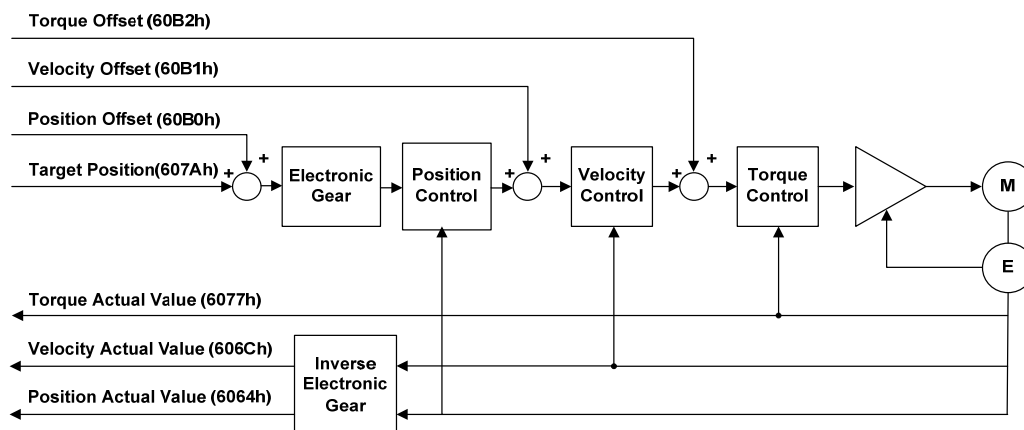 Torque Offset (60B2h)
Velocity Offset (60B1h)
Position Offset (60B0h)
Target Position(607Ah)
+
+
Electronic
Gear
Position
Control
+
+
Velocity
Control
+
+
Torque
Control
M
E
Torque Actual Value (6077h)
Velocity Actual Value (606Ch)
Position Actual Value (6064h)
Inverse
Electronic
Gear